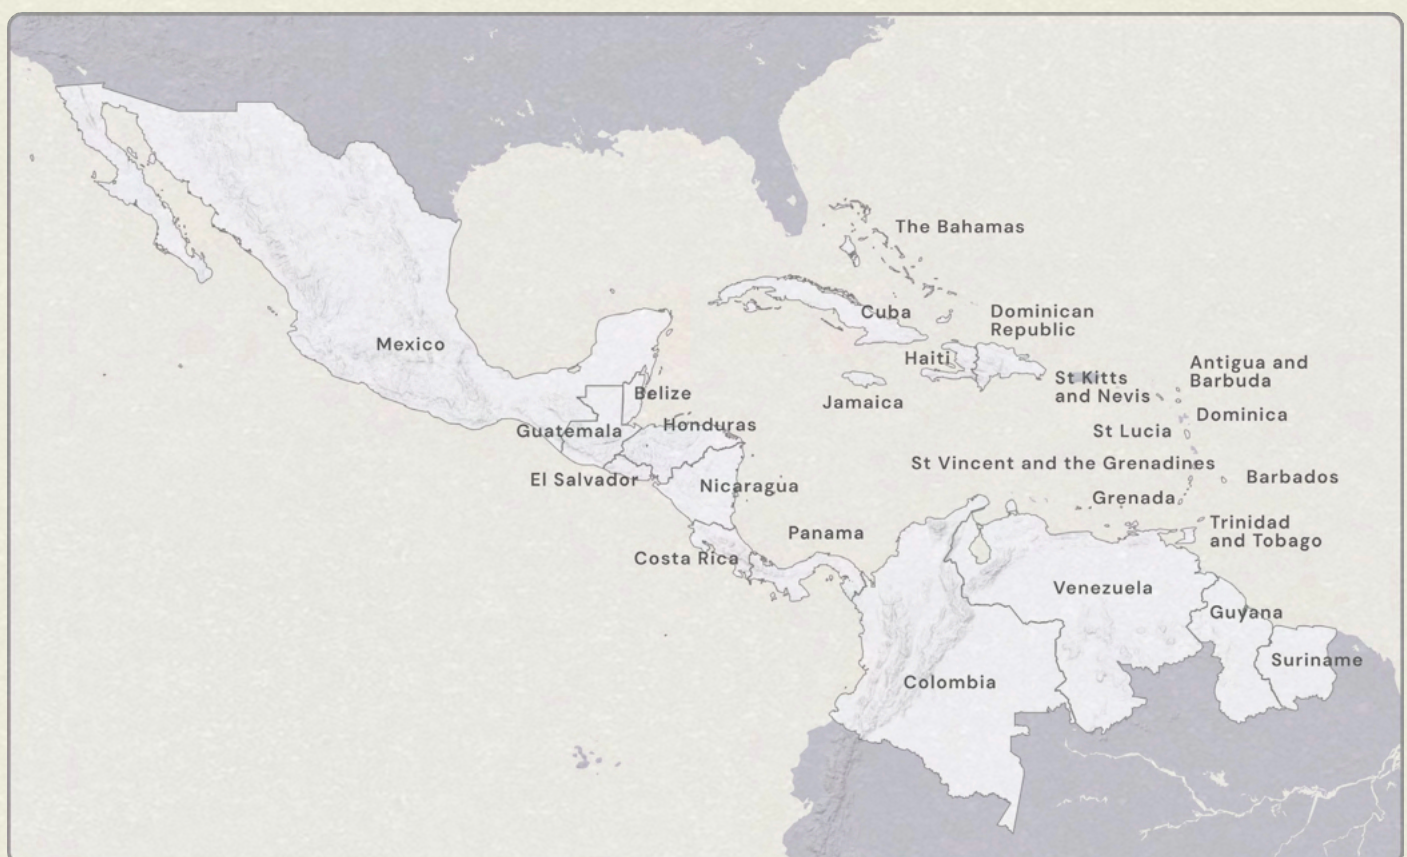 The Bahamas
Cuba
Dominican
Republic
Mexico
Haiti
Antigua and
Barbuda
St Kitts
and Nevis
Belize
Jamaica
Dominica
Honduras
Guatemala
St Lucia
St Vincent and the Grenadines
El Salvador
Barbados
Nicaragua
Grenada
Trinidad
and Tobago
Panama
Costa Rica
Venezuela
Guyana
Suriname
Colombia